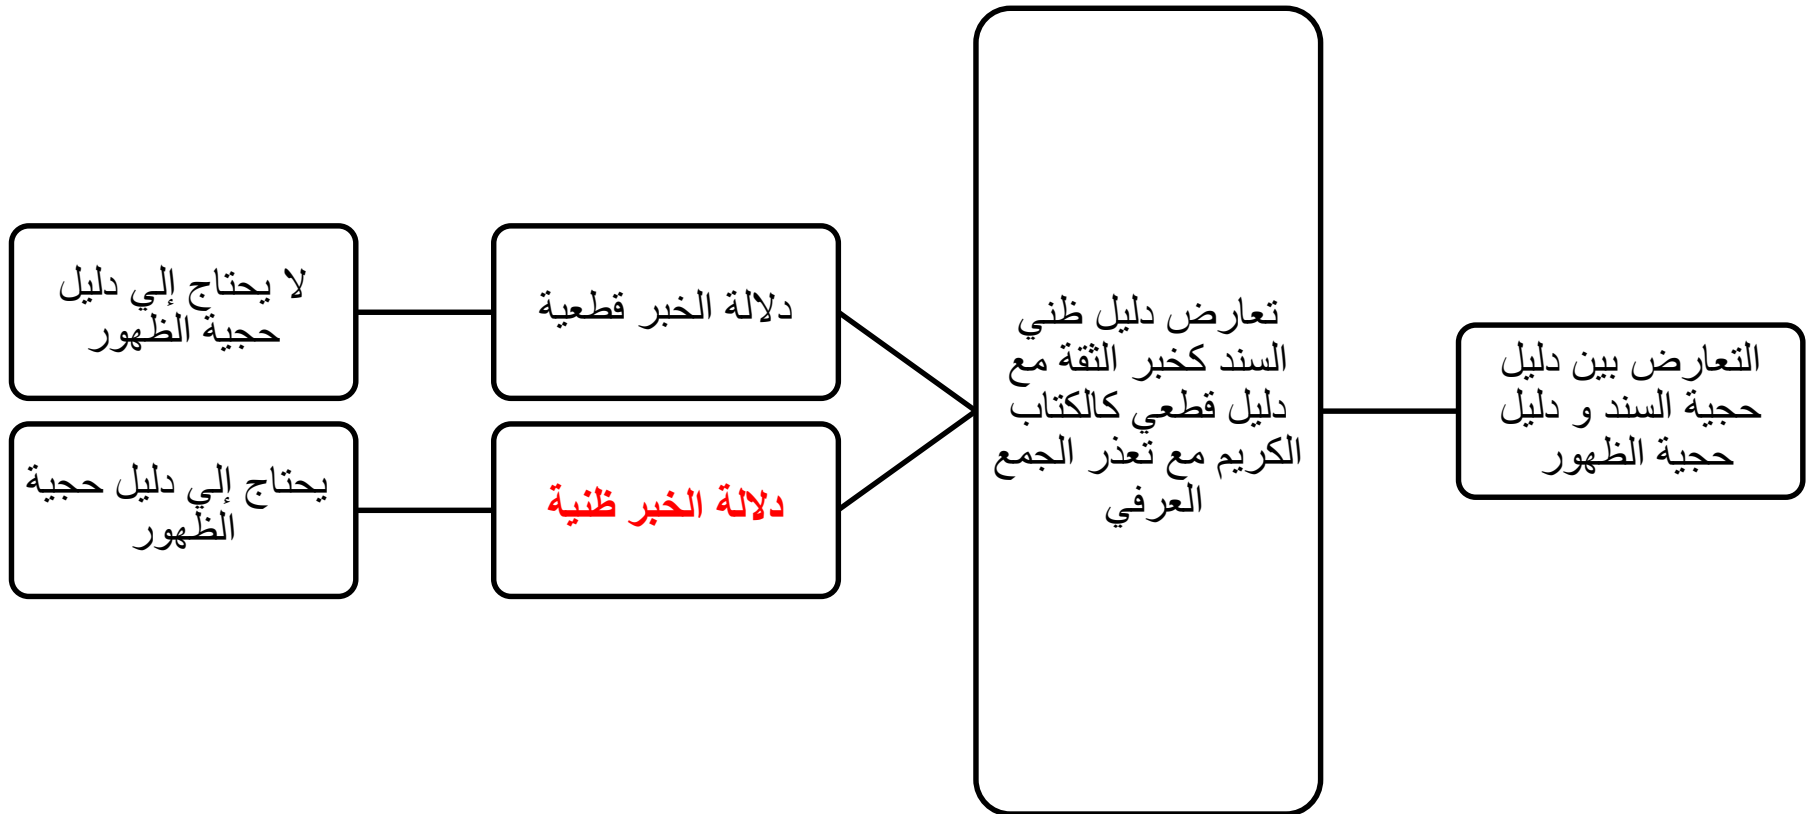 التعارض بين دليل
حجية السند و دليل
حجية الظهور
تعارض دليل ظني
السند كخبر الثقة مع
دليل قطعي كالكتاب
الكريم مع تعذر الجمع
العرفي
دلالة الخبر قطعية
لا يحتاج إلي دليل
حجية الظهور
دلالة الخبر ظنية
يحتاج إلي دليل حجية
الظهور